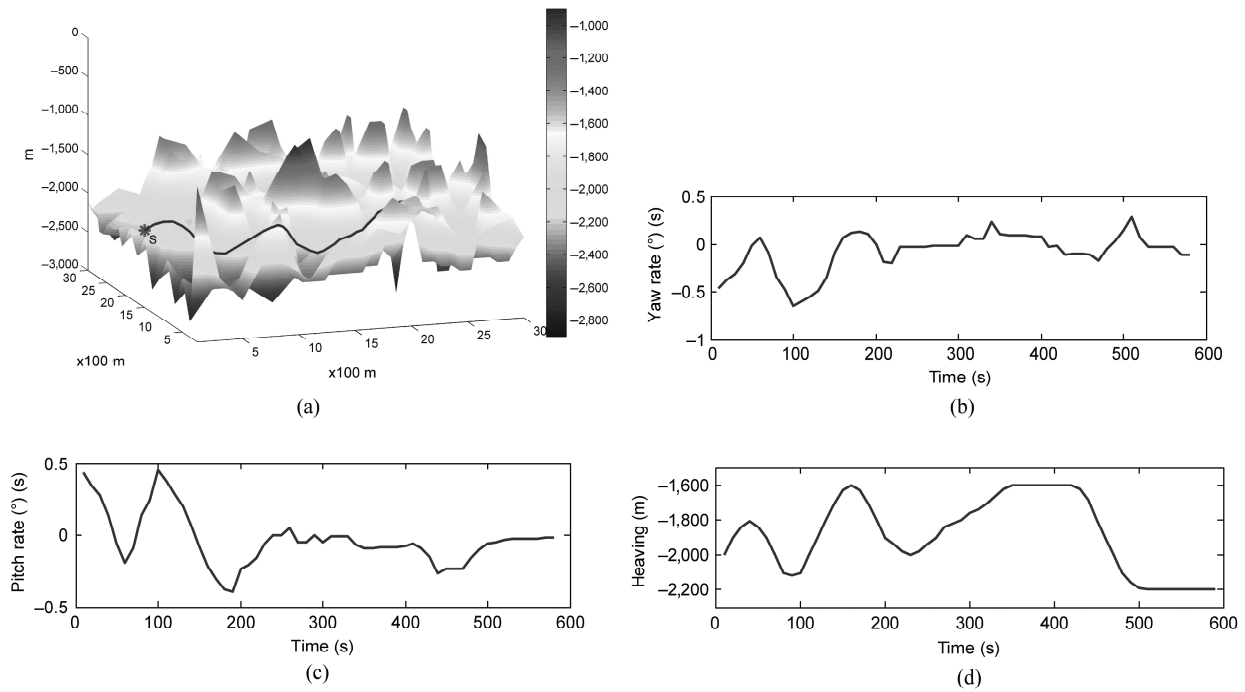 0
–500
–1,000
–1,500
–2,000
–2,500
–3,000
m
30
25
20
15
10
5
x100 m
5
10
15
20
25
30
x100 m
S
–1,000
–1,200
–1,400
–1,600
–1,800
–2,000
–2,200
–2,400
–2,600
–2,800
(a)
0.5
0
–0.5
–1
Yaw rate (°) (s)
0 100 200 300 400 500 600
Time (s)
(b)
0.5
0
–0.5
Pitch rate (°) (s)
0 100 200 300 400 500 600
Time (s)
(c)
–1,600
–1,800
–2,000
–2,200
Heaving (m)
0 100 200 300 400 500 600
Time (s)
(d)